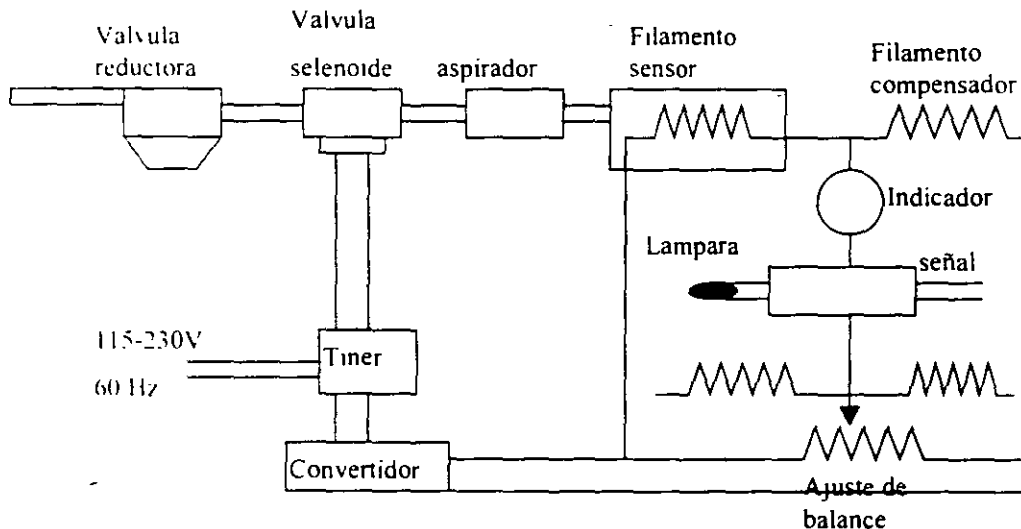 Valvula
reductora
Valvula
selenoide
aspirador
Filamento
sensor
Filamento
compensador
Indicador
Lampara
señal
115-230V
60 Hz
Tiner
Convertidor
Ajuste de
balance